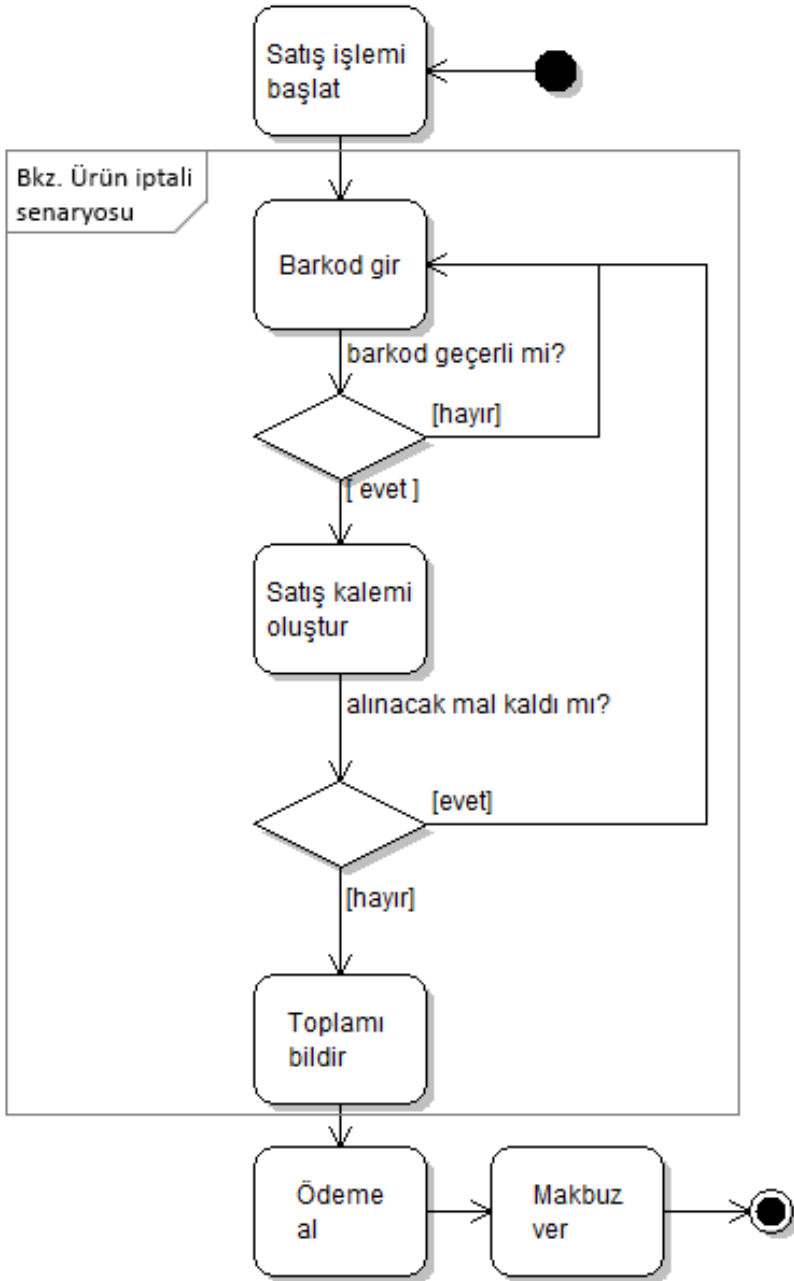 Satış işlemi
başlat
Bkz. Ürün iptali
senaryosu
Barkod gir
barkod geçerli mi?
[hayır]
[ evet ]
Satış kalemi
oluştur
alınacak mal kaldı mı?
[evet]
[hayır]
Toplamı
bildir
Ödeme
al
Makbuz
ver